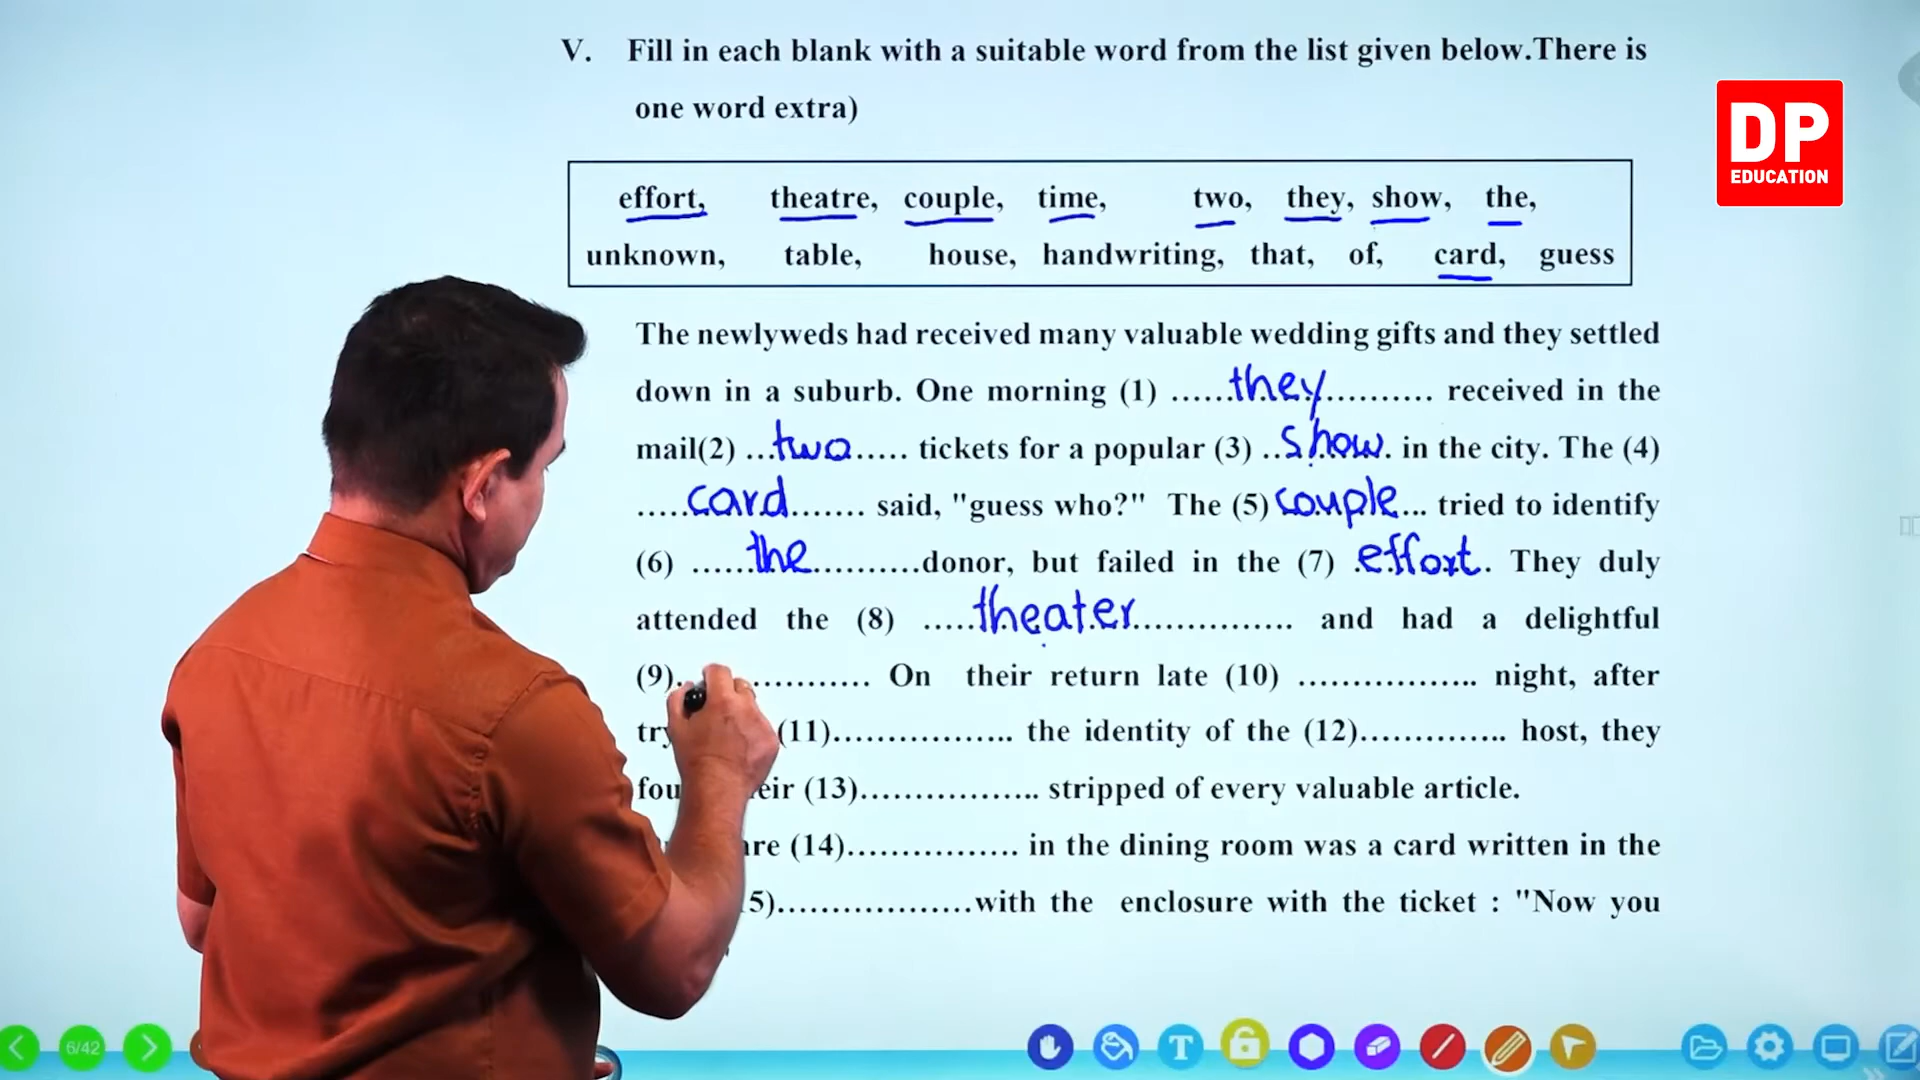 V. Fill in each blank with a suitable word from the list given below.There is
one word extra)
DP
EDUCATION
effort, theatre, couple, time, two, they, show, the,
unknown, table, house, handwriting, that, of, card, guess
The newlyweds had received many valuable wedding gifts and they settled
down in a suburb. One morning (1) ......they.......... received in the
mail(2) ...two..... tickets for a popular (3) ..show. in the city. The (4)
.....card....... said, "guess who?" The (5) couple... tried to identify
(6) .....the..........donor, but failed in the (7) effort. They duly
attended the (8) .....theater.............. and had a delightful
(9).............. On their return late (10) ................. night, after
(11)................. the identity of the (12).............. host, they
(13)................. stripped of every valuable article.
(14)................ in the dining room was a card written in the
5)...................with the enclosure with the ticket : "Now you
6/42
T